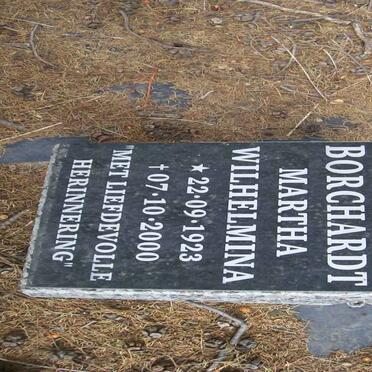 BORCHARDT
MARTHA
WILHELMINA
★ 22-09-1923
✝ 07-10-2000
"MET LIEFDEVOLLE
HERINNERING"